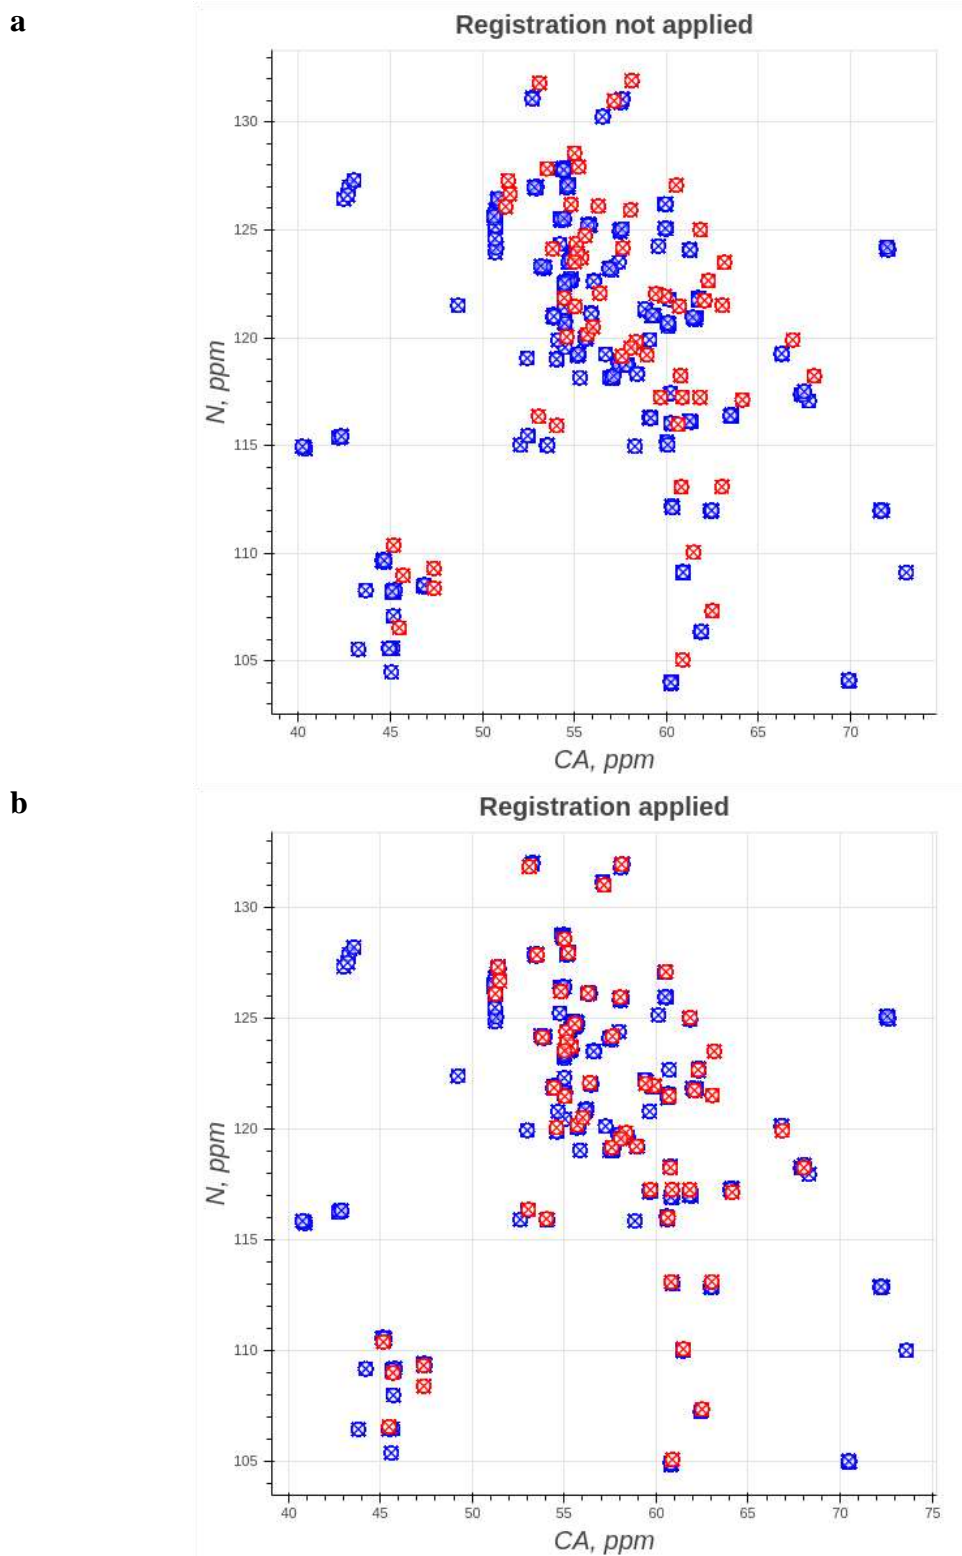 a
Registration not applied
130
125
120
115
110
105
N, ppm
40 45 50 55 60 65 70
CA, ppm
b
Registration applied
130
125
120
115
110
105
N, ppm
40 45 50 55 60 65 70 75
CA, ppm